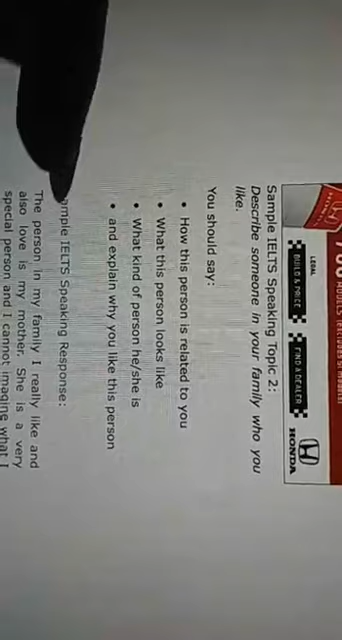 LEGAL
BUILD & PRICE
FIND A DEALER
HONDA
Sample IELTS Speaking Topic 2:
Describe someone in your family who you
like.
You should say:
• How this person is related to you
• What this person looks like
• What kind of person he/she is
• and explain why you like this person
ample IELTS Speaking Response:
The person in my family I really like and
also love is my mother. She is a very
special person and I cannot imagine what I